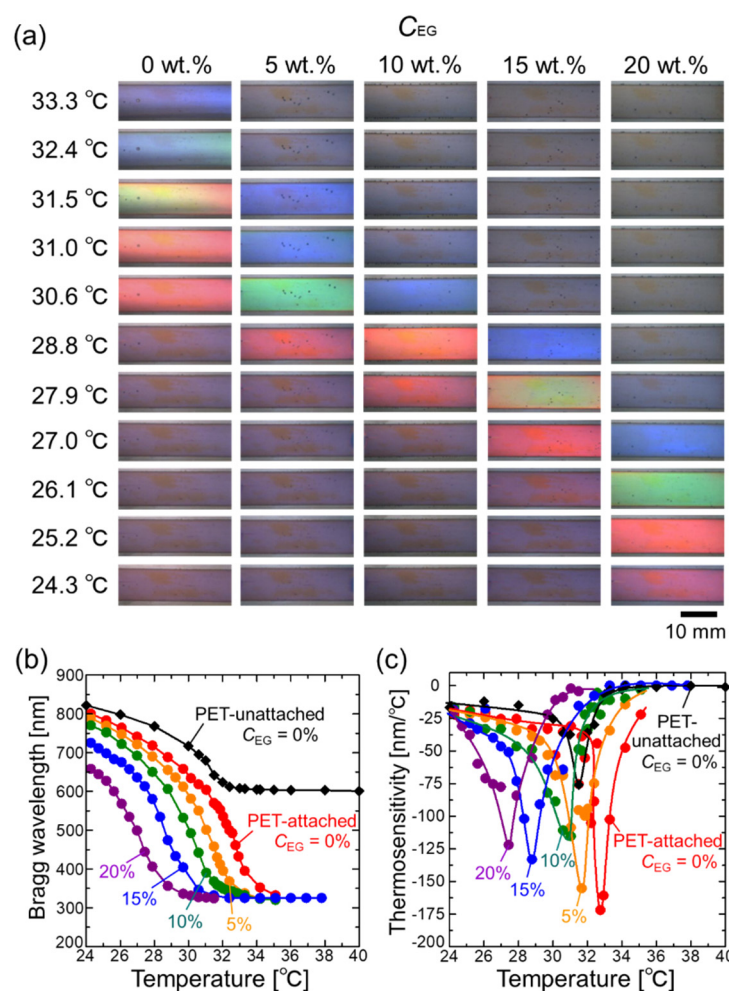 (a)
C_EG
0 wt.% 5 wt.% 10 wt.% 15 wt.% 20 wt.%
33.3 °C
32.4 °C
31.5 °C
31.0 °C
30.6 °C
28.8 °C
27.9 °C
27.0 °C
26.1 °C
25.2 °C
24.3 °C
10 mm
(b)
Bragg wavelength [nm]
900
800
700
600
500
400
300
200
24 26 28 30 32 34 36 38 40
Temperature [°C]
PET-unattached
C_EG = 0%
PET-attached
C_EG = 0%
20%
15%
10%
5%
(c)
Thermosensitivity [nm/°C]
0
-25
-50
-75
-100
-125
-150
-175
-200
24 26 28 30 32 34 36 38 40
Temperature [°C]
PET-
unattached
C_EG = 0%
PET-attached
C_EG = 0%
20%
15%
10%
5%